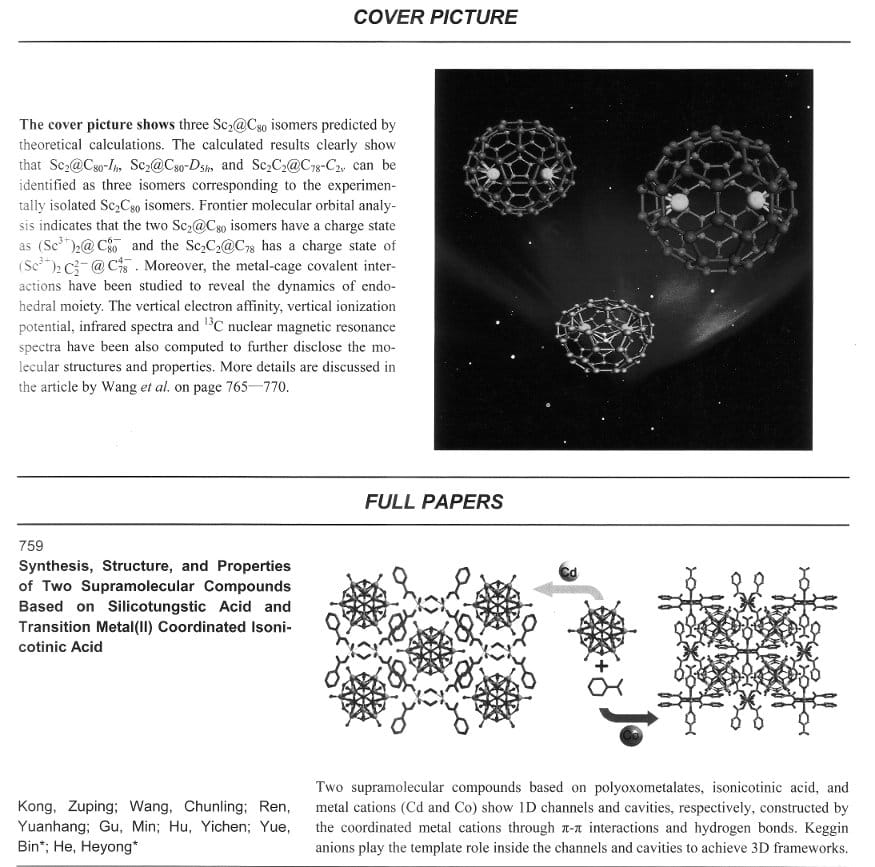 COVER PICTURE
The cover picture shows three Sc₂@C₈₀ isomers predicted by
theoretical calculations. The calculated results clearly show
that Sc₂@C₈₀-Iₕ, Sc₂@C₈₀-D₅ₕ, and Sc₂C₂@C₇₈-C₂ᵥ can be
identified as three isomers corresponding to the experimen-
tally isolated Sc₂C₈₀ isomers. Frontier molecular orbital analy-
sis indicates that the two Sc₂@C₈₀ isomers have a charge state
as (Sc³⁺)₂@C₈₀⁶⁻ and the Sc₂C₂@C₇₈ has a charge state of
(Sc³⁺)₂C₂²⁻@C₇₈⁴⁻. Moreover, the metal-cage covalent inter-
actions have been studied to reveal the dynamics of endo-
hedral moiety. The vertical electron affinity, vertical ionization
potential, infrared spectra and ¹³C nuclear magnetic resonance
spectra have been also computed to further disclose the mo-
lecular structures and properties. More details are discussed in
the article by Wang et al. on page 765—770.
FULL PAPERS
759
Synthesis, Structure, and Properties
of Two Supramolecular Compounds
Based on Silicotungstic Acid and
Transition Metal(II) Coordinated Isoni-
cotinic Acid
Cd
+
Co
Kong, Zuping; Wang, Chunling; Ren,
Yuanhang; Gu, Min; Hu, Yichen; Yue,
Bin*; He, Heyong*
Two supramolecular compounds based on polyoxometalates, isonicotinic acid, and
metal cations (Cd and Co) show 1D channels and cavities, respectively, constructed by
the coordinated metal cations through π-π interactions and hydrogen bonds. Keggin
anions play the template role inside the channels and cavities to achieve 3D frameworks.